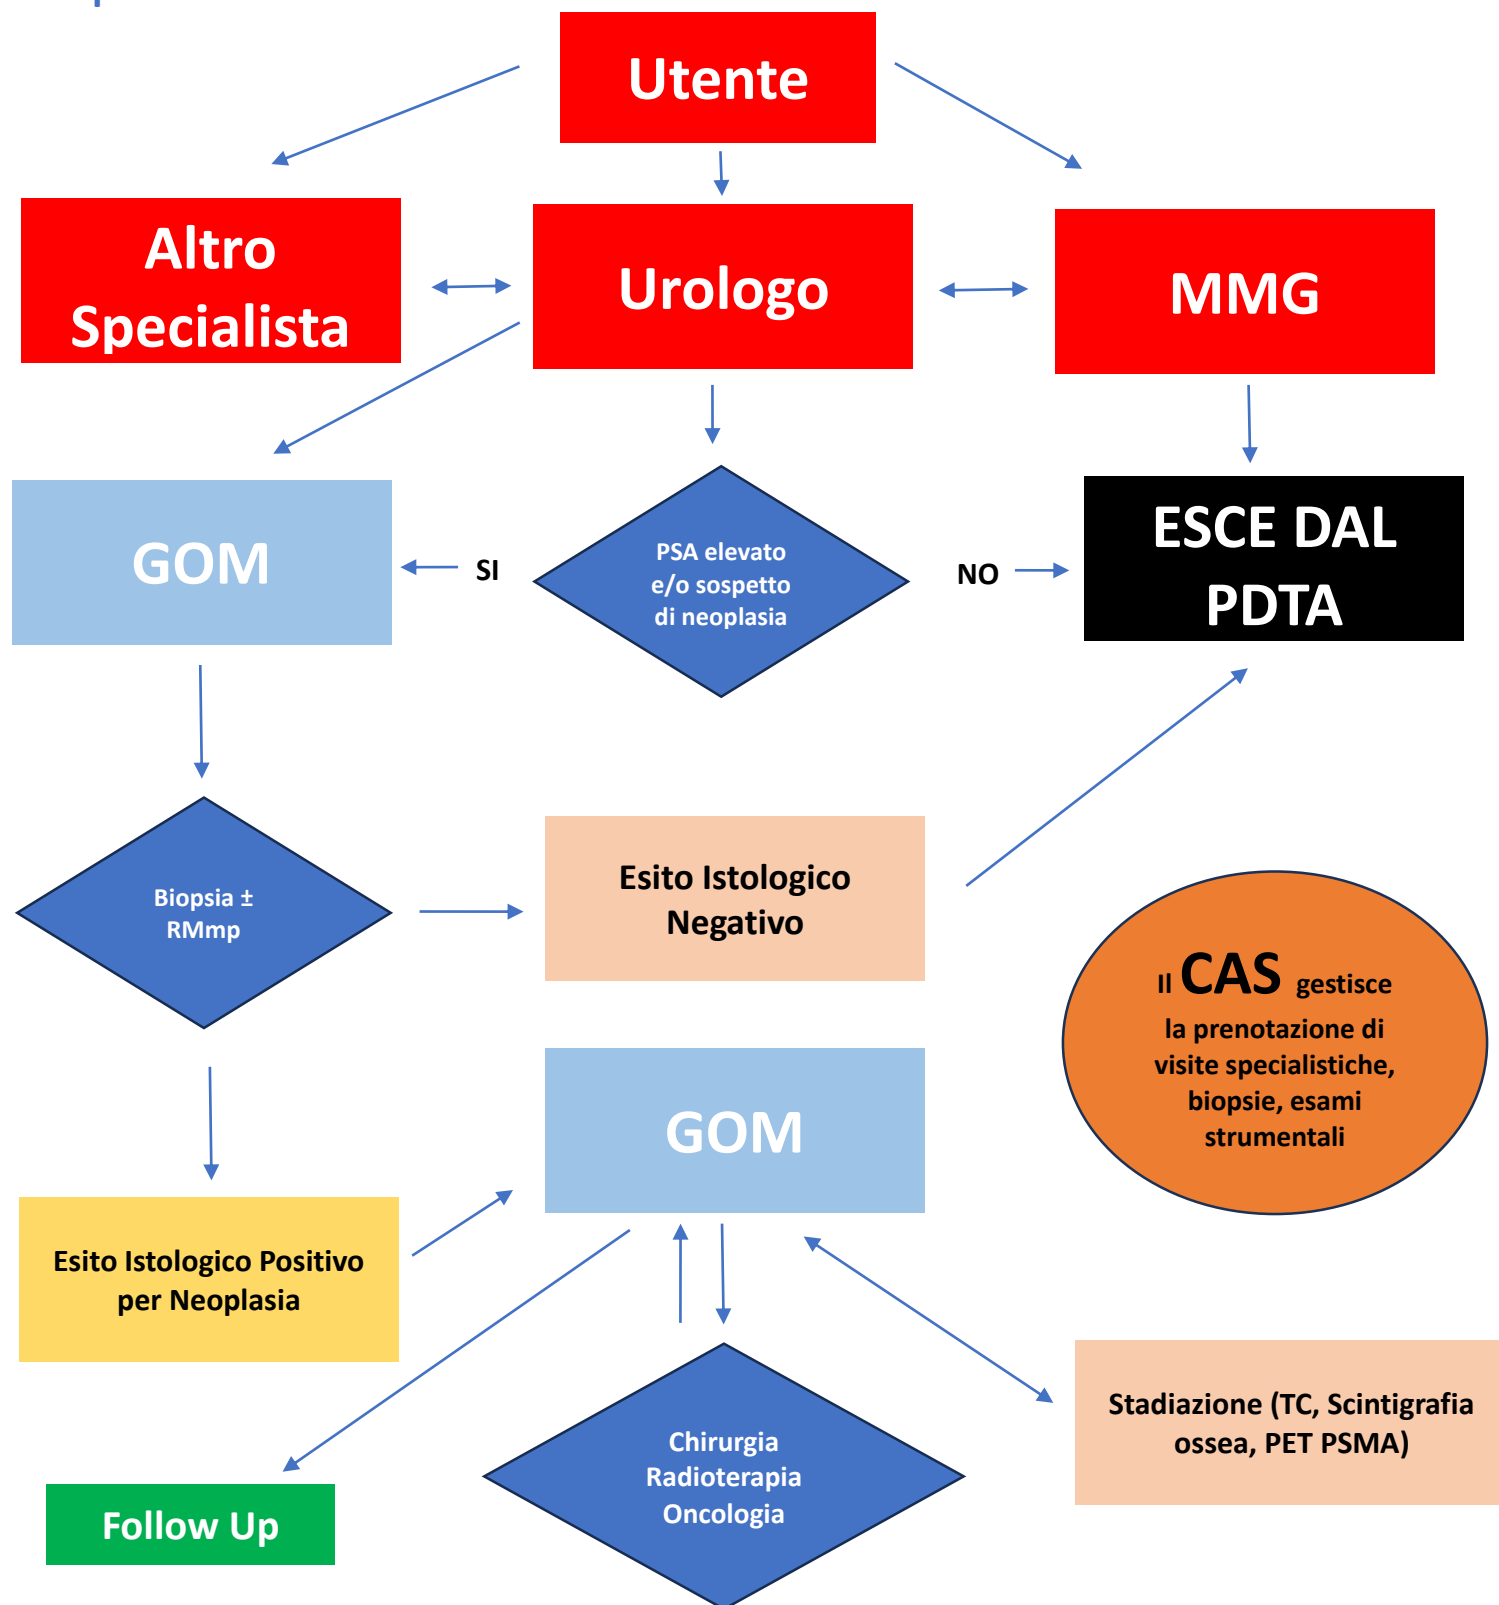 Utente
Altro
Specialista
Urologo
MMG
GOM
SI
PSA elevato
e/o sospetto
di neoplasia
NO
ESCE DAL
PDTA
Biopsia ±
RMmp
Esito Istologico
Negativo
Il CAS gestisce
la prenotazione di
visite specialistiche,
biopsie, esami
strumentali
GOM
Esito Istologico Positivo
per Neoplasia
Chirurgia
Radioterapia
Oncologia
Stadiazione (TC, Scintigrafia
ossea, PET PSMA)
Follow Up